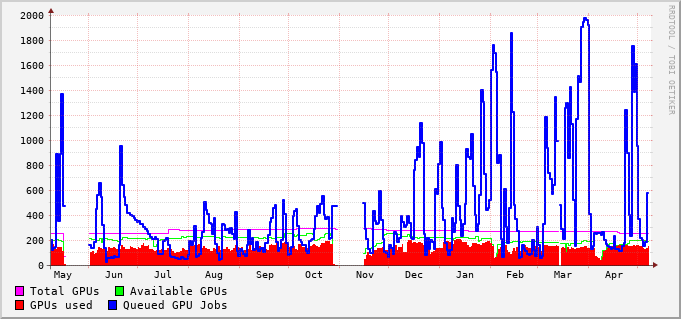 2000
1800
1600
1400
1200
1000
800
600
400
200
0
May Jun Jul Aug Sep Oct Nov Dec Jan Feb Mar Apr
Total GPUs Available GPUs
GPUs used Queued GPU Jobs
RRDTOOL / TOBI OETIKER